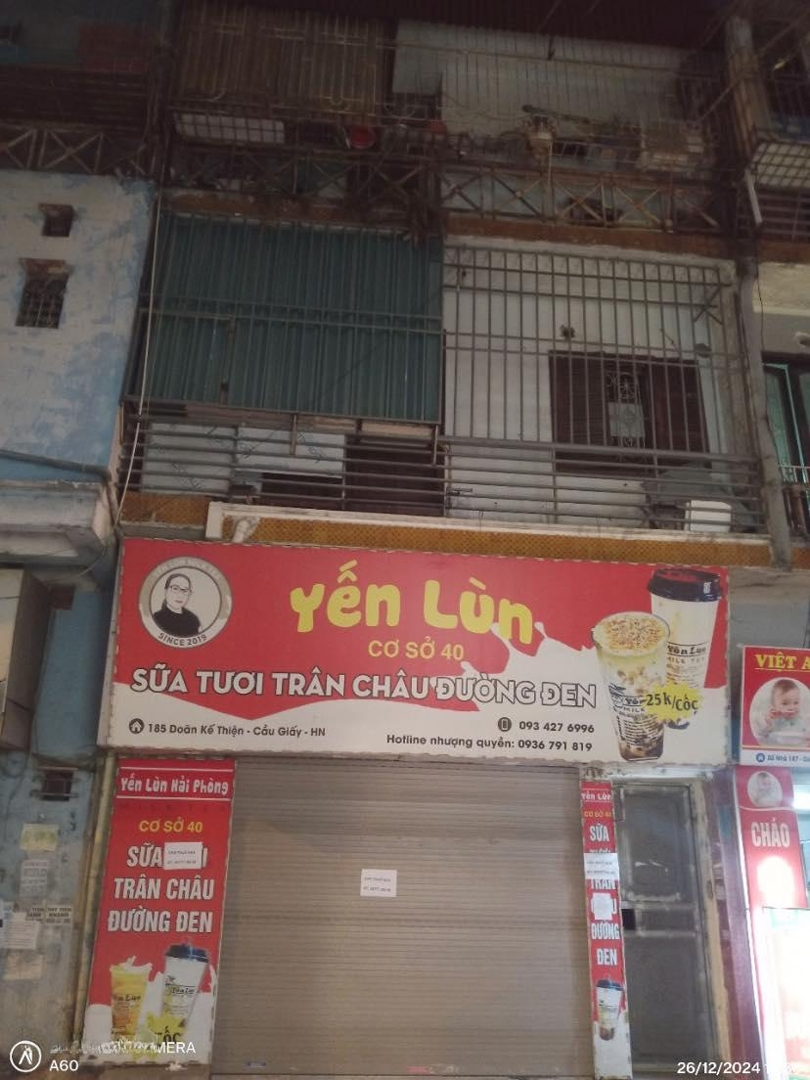 Yến Lùn
CƠ SỞ 40
SỮA TƯƠI TRÂN CHÂU ĐƯỜNG ĐEN
SINCE 2019
25k/Cốc
185 Doãn Kế Thiện - Cầu Giấy - HN
093 427 6996
Hotline nhượng quyền: 0936 791 819
VIỆT
Yến Lùn Hải Phòng
CƠ SỞ 40
SỮA
TRÂN CHÂU
ĐƯỜNG ĐEN
Yến Lùn
CƠ SỞ
SỮA
TRÂN
ĐƯỜNG
ĐEN
CHÁO
A60
26/12/2024